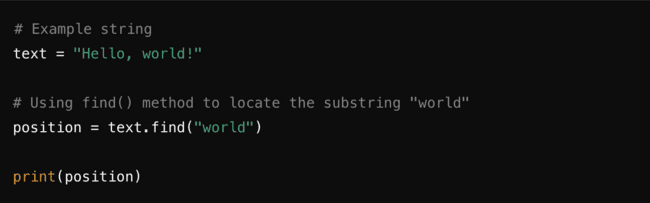 # Example string
text = "Hello, world!"
# Using find() method to locate the substring "world"
position = text.find("world")
print(position)